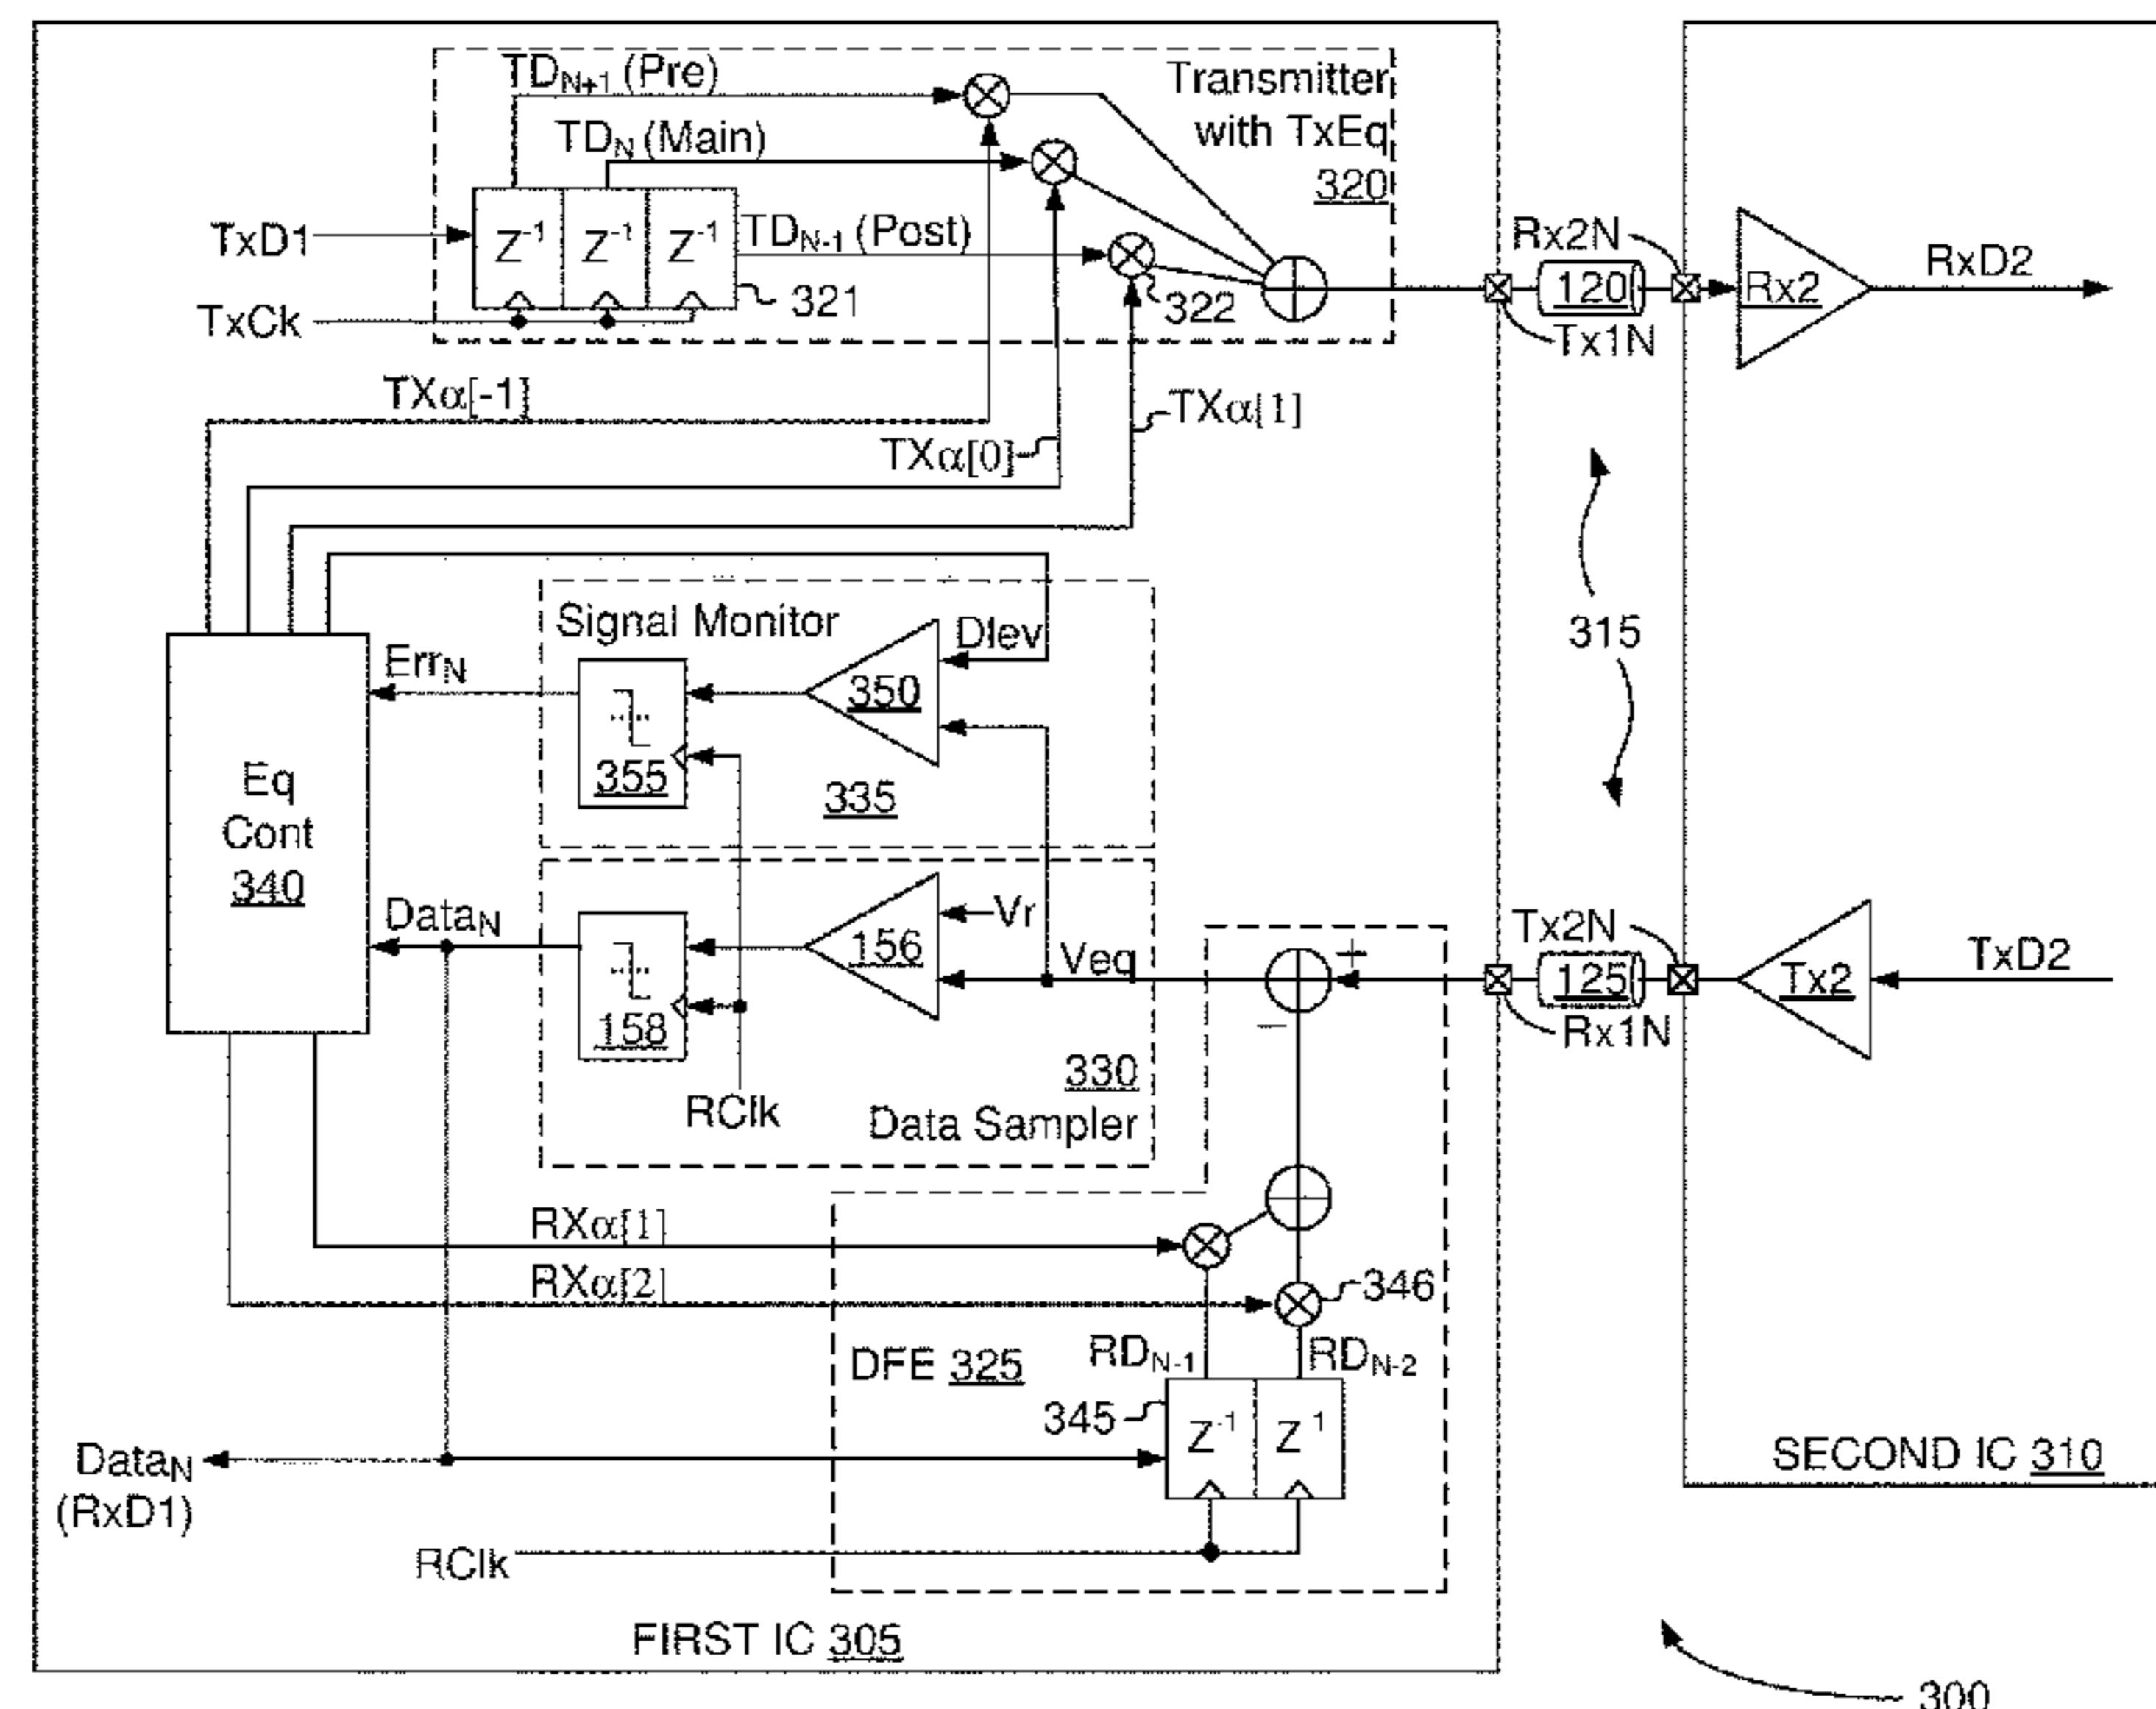 TD_N+1 (Pre)
Transmitter
with TxEq
320
TD_N (Main)
TxD1
Z^-1 Z^-1 Z^-1
TD_N-1 (Post)
321
322
TxCk
Rx2N
120
Tx1N
Rx2
RxD2
TXα[-1]
TXα[0]
TXα[1]
315
Signal Monitor
Dlev
Err_N
350
355
335
Eq
Cont
340
Data_N
Vr
156
158
Veq
+
−
330
Data Sampler
RClk
Tx2N
125
Rx1N
Tx2
TxD2
RXα[1]
RXα[2]
346
DFE 325
RD_N-1
RD_N-2
345
Z^-1 Z^1
Data_N
(RxD1)
RClk
SECOND IC 310
FIRST IC 305
300